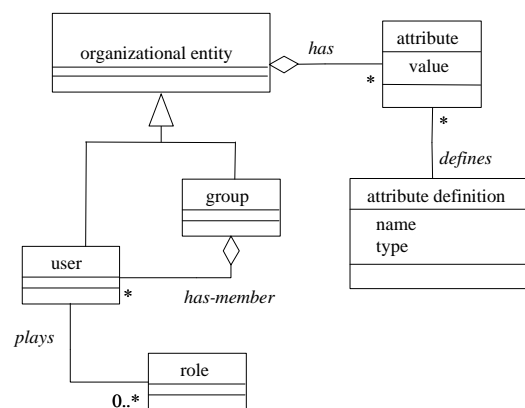 organizational entity
has
*
attribute
value
*
defines
attribute definition
name
type
group
user
*
has-member
plays
role
0..*